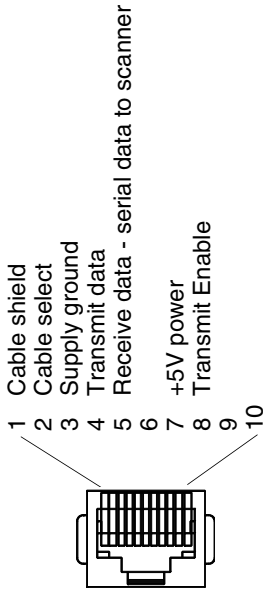 1 Cable shield
2 Cable select
3 Supply ground
4 Transmit data
5 Receive data - serial data to scanner
6
7 +5V power
8 Transmit Enable
9
10